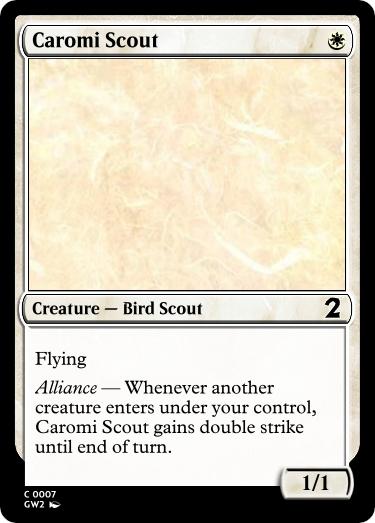 Caromi Scout
Creature — Bird Scout 2
Flying
Alliance — Whenever another
creature enters under your control,
Caromi Scout gains double strike
until end of turn.
1/1
C 0007
GW2